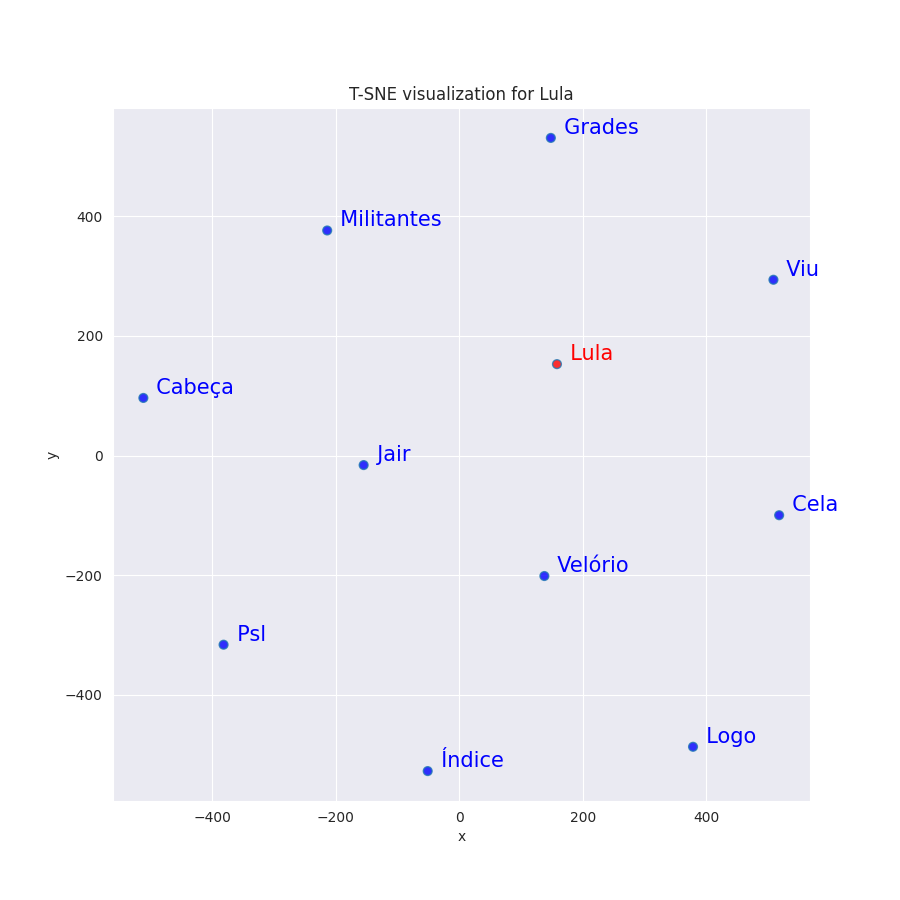 T-SNE visualization for Lula
Grades
Militantes
400
Viu
200
Lula
Cabeça
y
0
Jair
Cela
Velório
−200
Psl
−400
Logo
Índice
−400
−200
0
200
400
x